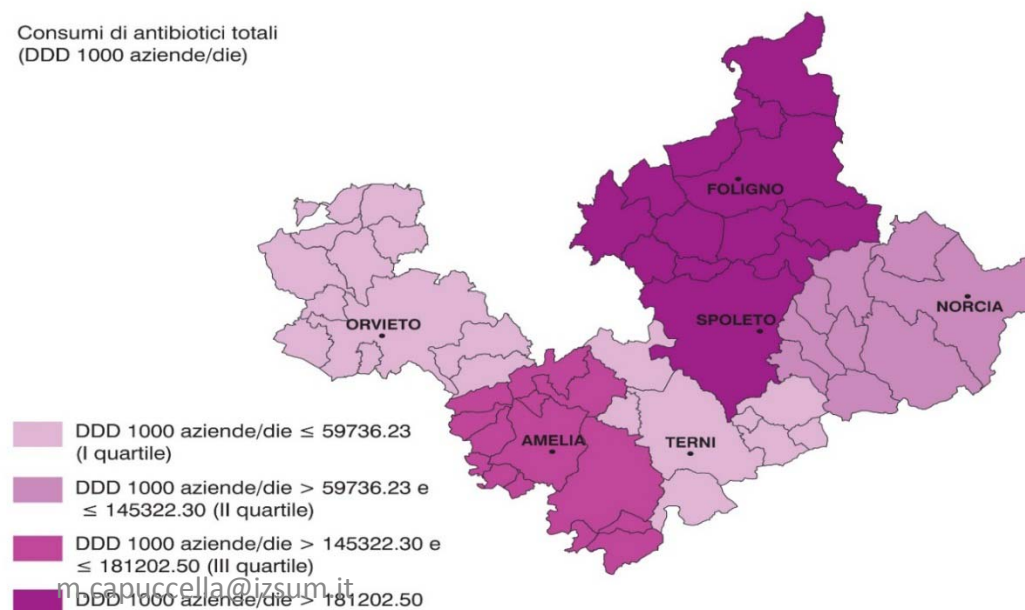 Consumi di antibiotici totali
(DDD 1000 aziende/die)
FOLIGNO
NORCIA
SPOLETO
ORVIETO
AMELIA
TERNI
DDD 1000 aziende/die ≤ 59736.23
(I quartile)
DDD 1000 aziende/die > 59736.23 e
≤ 145322.30 (II quartile)
DDD 1000 aziende/die > 145322.30 e
≤ 181202.50 (III quartile)
m.capuccella@izsum.it
DDD 1000 aziende/die > 181202.50